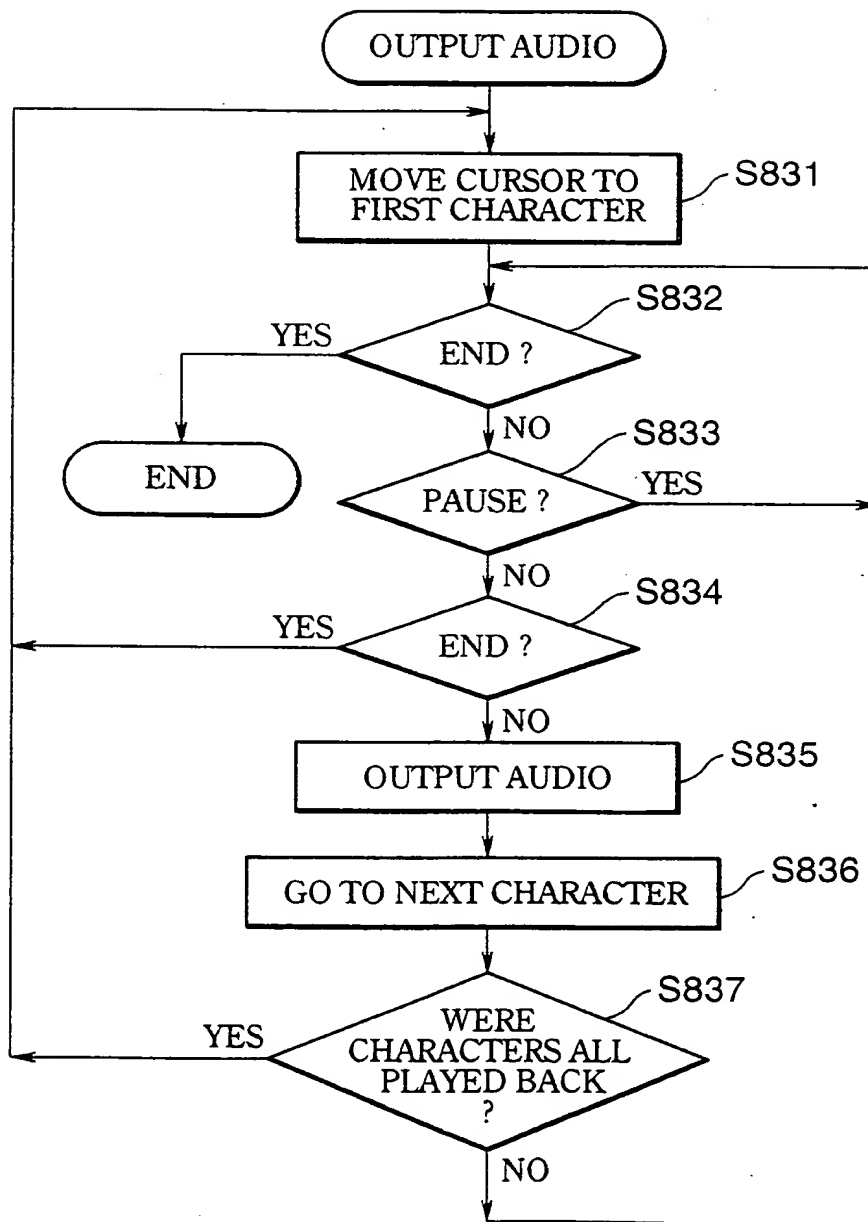 OUTPUT AUDIO
MOVE CURSOR TO
FIRST CHARACTER
S831
S832
YES
END ?
NO
S833
END
PAUSE ?
YES
NO
S834
YES
END ?
NO
S835
OUTPUT AUDIO
S836
GO TO NEXT CHARACTER
S837
YES
WERE
CHARACTERS ALL
PLAYED BACK
?
NO